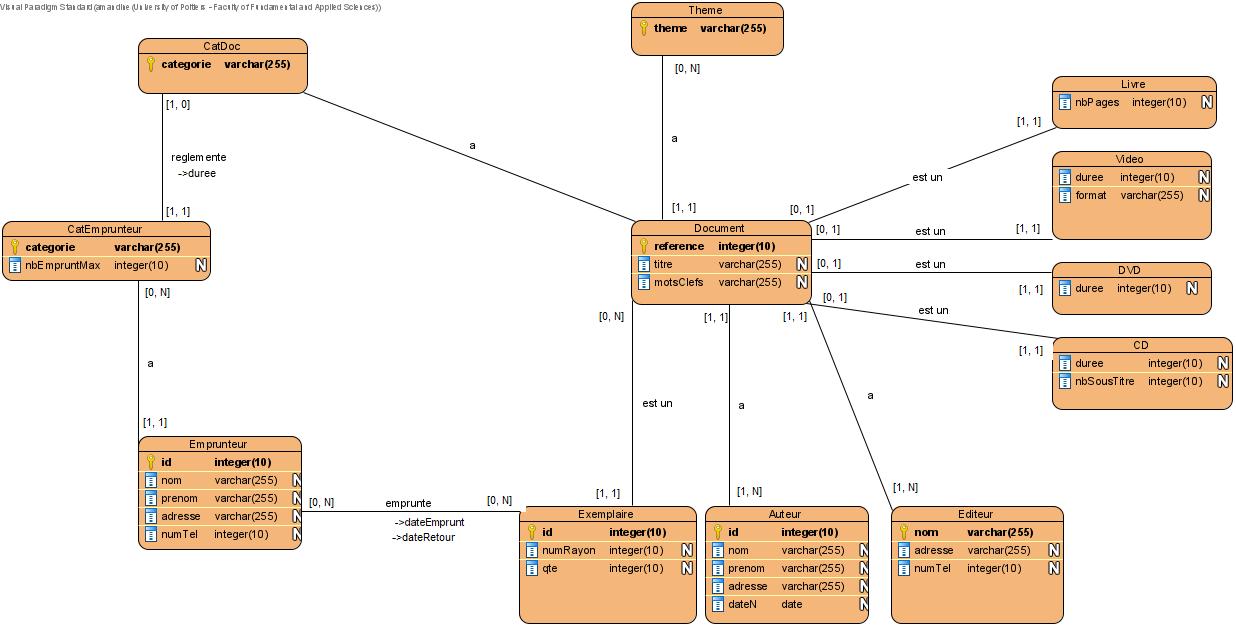 Visual Paradigm Standard(amandine (University of Poitiers - Faculty of Fundamental and Applied Sciences))
Theme
theme varchar(255)
CatDoc
categorie varchar(255)
[0, N]
[1, 0]
a
a
reglemente
->duree
[1, 1]
[1, 1]
Livre
nbPages integer(10) N
[1, 1]
est un
[0, 1]
Video
duree integer(10) N
format varchar(255) N
[0, 1]
est un
[1, 1]
CatEmprunteur
categorie varchar(255)
nbEmpruntMax integer(10) N
Document
reference integer(10)
titre varchar(255) N
motsClefs varchar(255) N
[0, 1]
est un
[1, 1]
DVD
duree integer(10) N
[0, N]
[0, 1]
est un
[1, 1]
CD
duree integer(10) N
nbSousTitre integer(10) N
[0, N]
[1, 1]
[1, 1]
a
est un
a
a
[1, 1]
Emprunteur
id integer(10)
nom varchar(255) N
prenom varchar(255) N
adresse varchar(255) N
numTel integer(10) N
[0, N]
emprunte
[0, N]
->dateEmprunt
->dateRetour
[1, 1]
[1, N]
[1, N]
Exemplaire
id integer(10)
numRayon integer(10) N
qte integer(10) N
Auteur
id integer(10)
nom varchar(255) N
prenom varchar(255) N
adresse varchar(255) N
dateN date N
Editeur
nom varchar(255)
adresse varchar(255) N
numTel integer(10) N